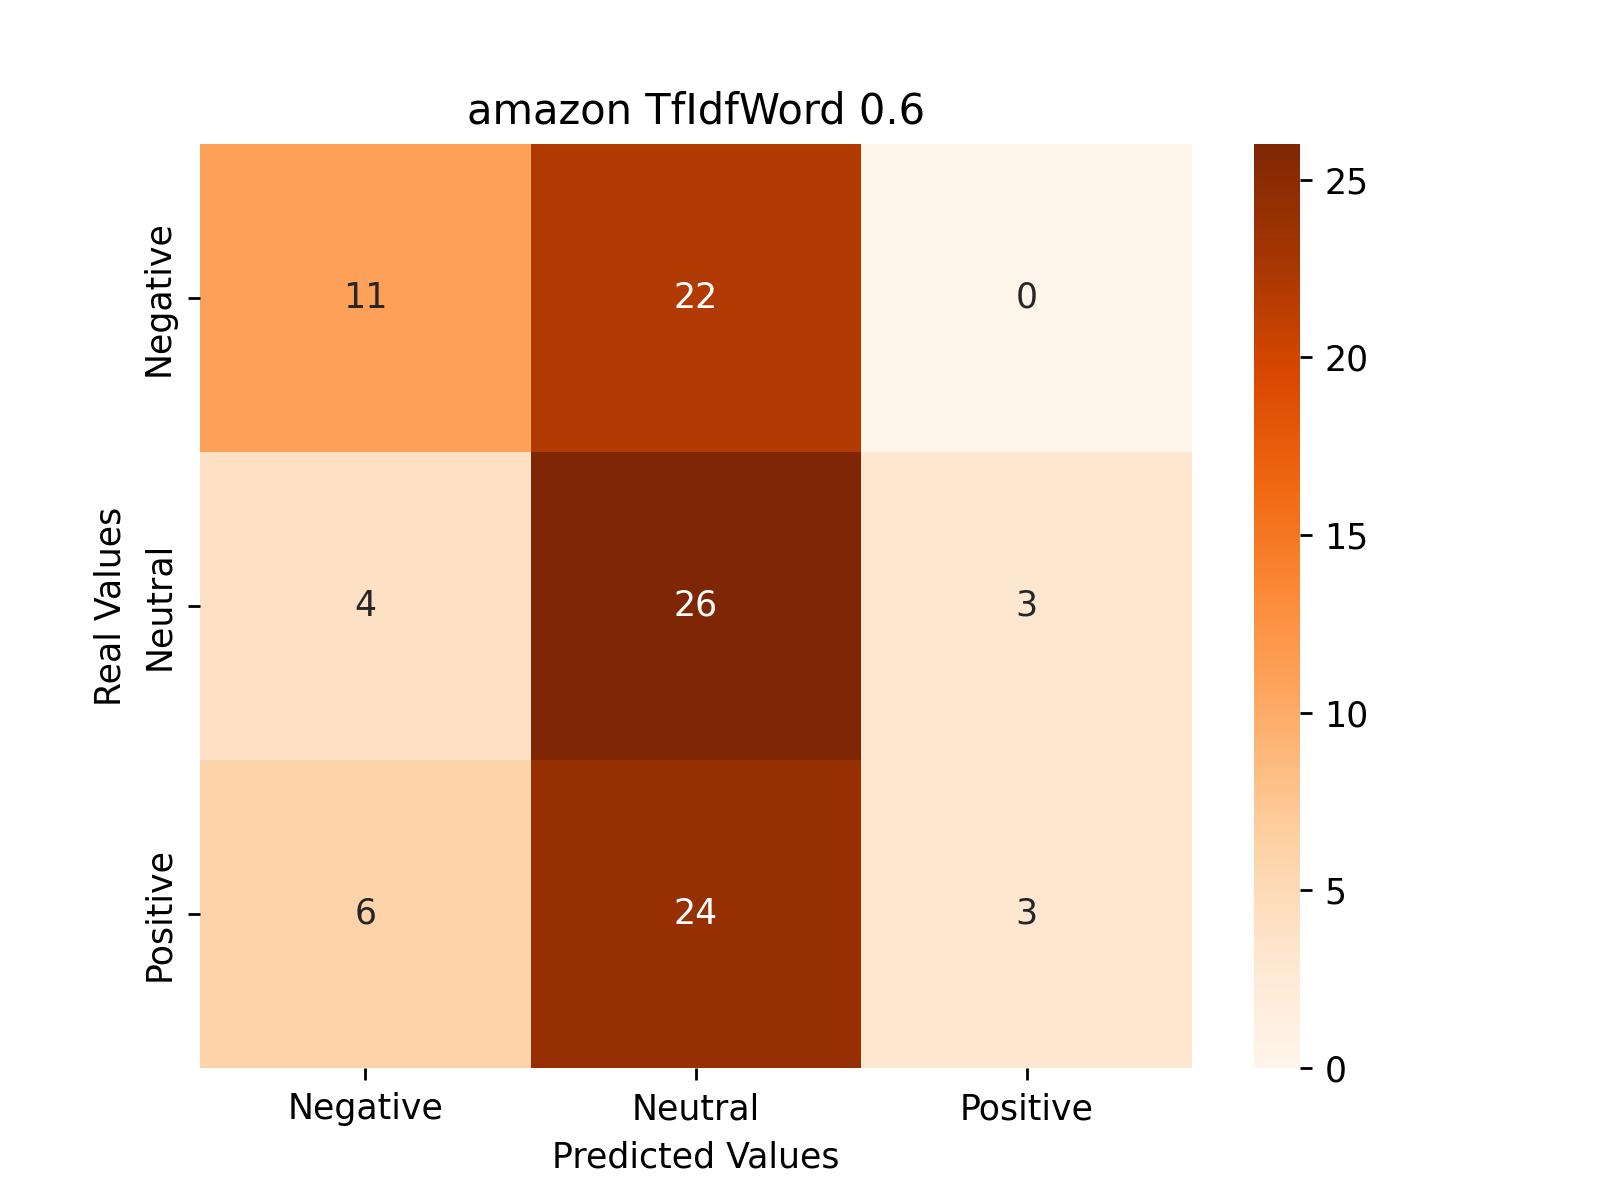 amazon TfIdfWord 0.6
Real Values
Negative
11 22 0
Neutral
4 26 3
Positive
6 24 3
Negative Neutral Positive
Predicted Values
25
20
15
10
5
0